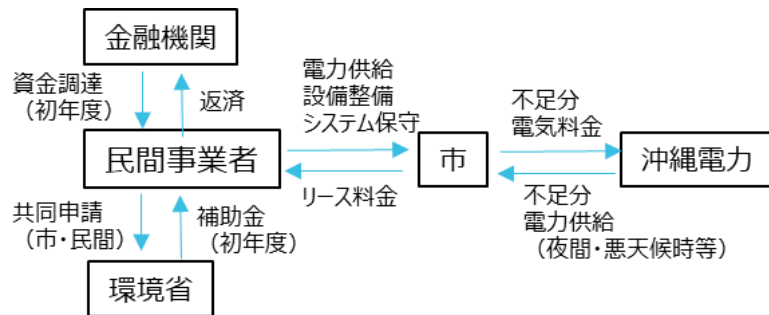 金融機関
資金調達
（初年度）
返済
電力供給
設備整備
システム保守
不足分
電気料金
民間事業者
市
沖縄電力
リース料金
不足分
電力供給
（夜間・悪天候時等）
共同申請
（市・民間）
補助金
（初年度）
環境省